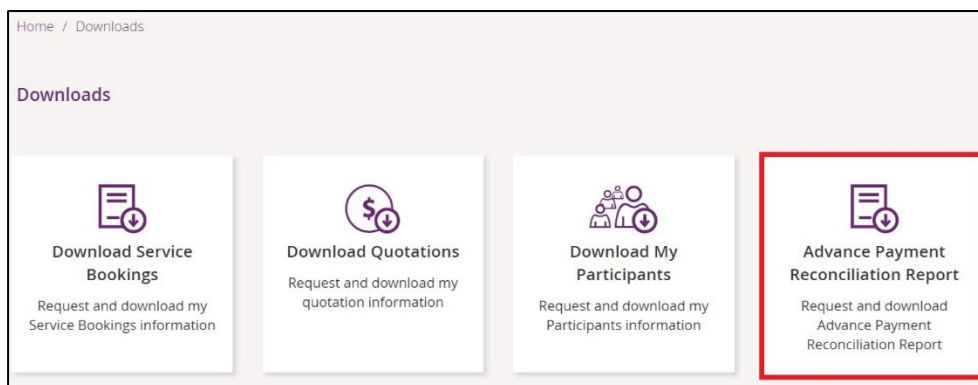 Home / Downloads
Downloads
Download Service
Bookings
Request and download my
Service Bookings information
$
Download Quotations
Request and download my
quotation information
Download My
Participants
Request and download my
Participants information
Advance Payment
Reconciliation Report
Request and download
Advance Payment
Reconciliation Report